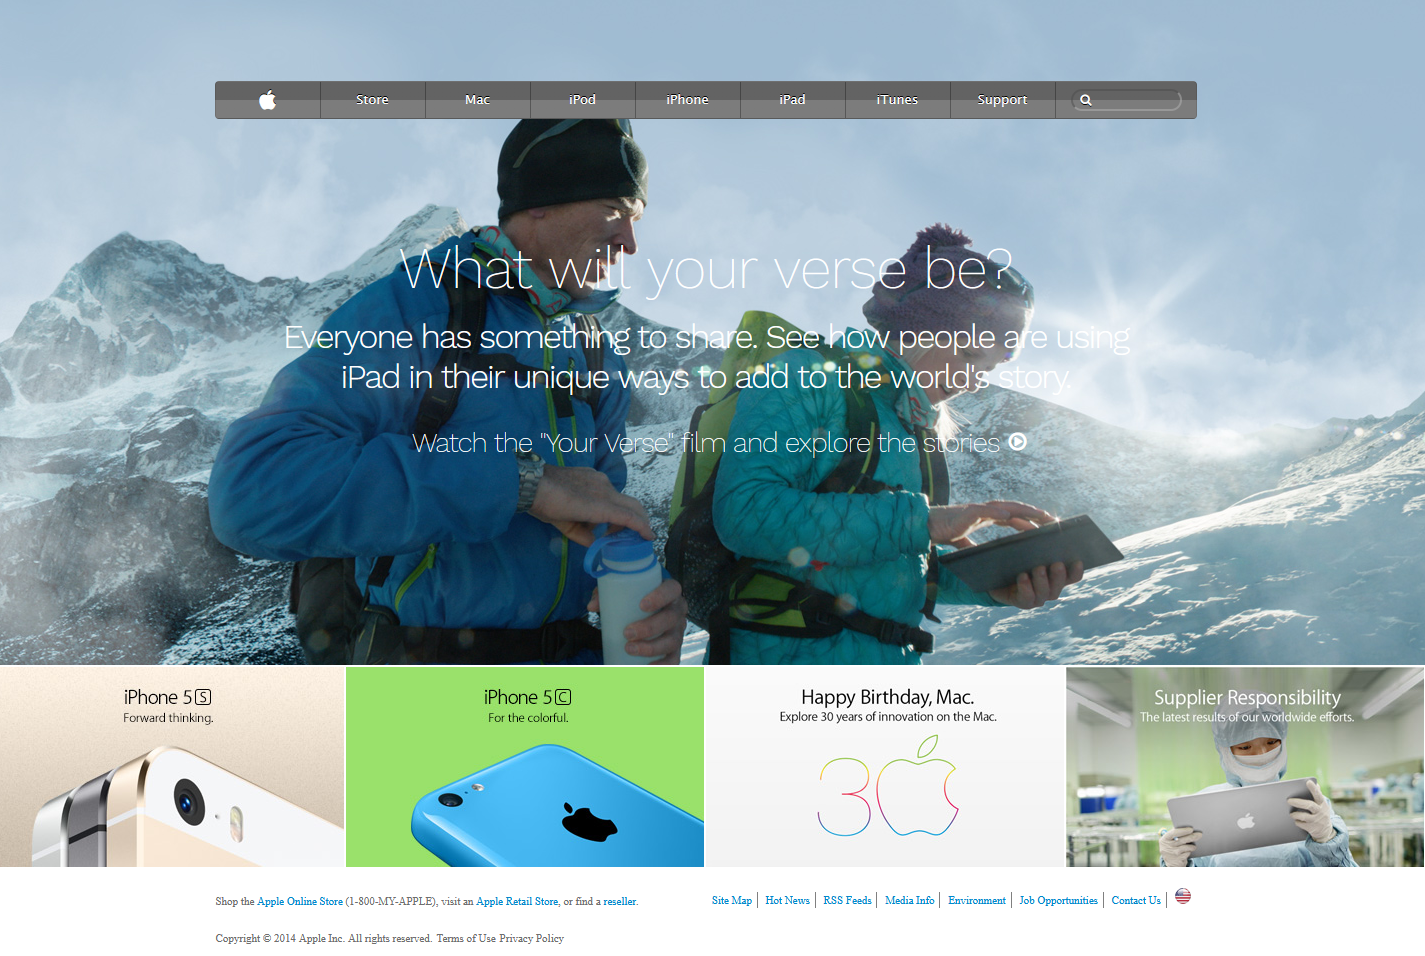 Store Mac iPod iPhone iPad iTunes Support
What will your verse be?
Everyone has something to share. See how people are using
iPad in their unique ways to add to the world's story.
Watch the "Your Verse" film and explore the stories
iPhone 5S
Forward thinking.
iPhone 5C
For the colorful.
Happy Birthday, Mac.
Explore 30 years of innovation on the Mac.
30
Supplier Responsibility
The latest results of our worldwide efforts.
Shop the Apple Online Store (1-800-MY-APPLE), visit an Apple Retail Store, or find a reseller.
Site Map | Hot News | RSS Feeds | Media Info | Environment | Job Opportunities | Contact Us |
Copyright © 2014 Apple Inc. All rights reserved. Terms of Use Privacy Policy